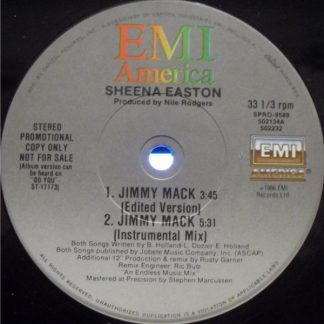 EMI
America
SHEENA EASTON
Produced by Nile Rodgers
STEREO
PROMOTIONAL
COPY ONLY
NOT FOR SALE
(Album version can
be heard on
"DO YOU"
ST-17173)
33 1/3 rpm
SPRO-9588
502134A
502232
EMI
AMERICA
℗1986 EMI
Records Ltd.
1. JIMMY MACK 3:45
(Edited Version)
2. JIMMY MACK 5:31
(Instrumental Mix)
Both Songs Written by B. Holland-L. Dozier-E. Holland
Both Songs published by Jobete Music Company, Inc. (ASCAP)
Additional 12" Production & remix by Rusty Garner
Remix Engineer: Ric Butz
"An Endless Music Mix"
Mastered at Precision by Stephen Marcussen
ALL RIGHTS RESERVED. UNAUTHORIZED DUPLICATION IS A VIOLATION OF